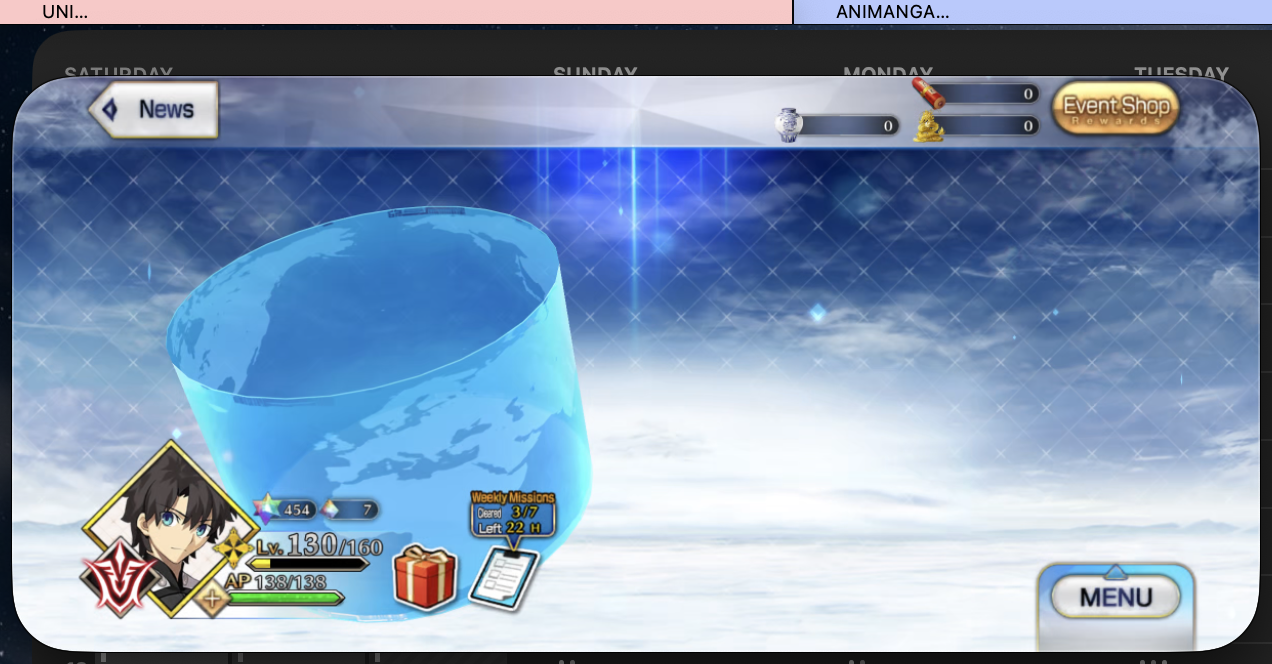 UNI...
ANIMANGA...
SATURDAY
SUNDAY
MONDAY
TUESDAY
News
0
0
0
Event Shop
Rewards
Weekly Missions
Cleared 3/7
Left 22 H
454
7
Lv. 130/160
AP 138/138
MENU